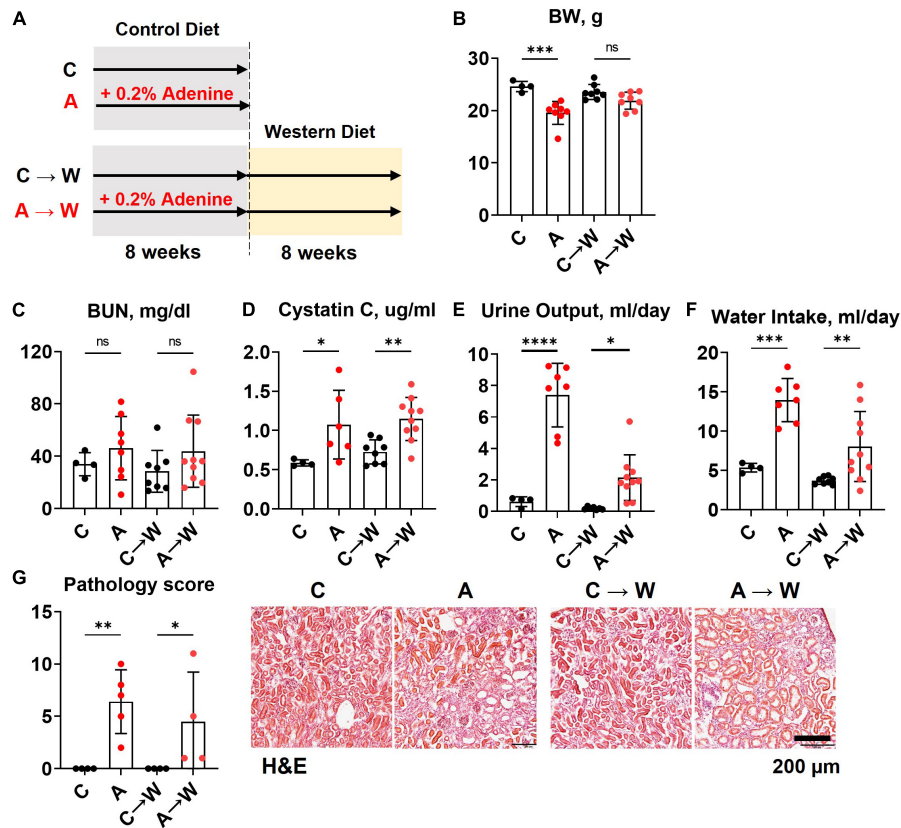 A
Control Diet
C
A
+ 0.2% Adenine
Western Diet
C → W
A → W
+ 0.2% Adenine
8 weeks
8 weeks
B
BW, g
***
ns
30
20
10
0
C
A
C→W
A→W
C
BUN, mg/dl
ns
ns
120
80
40
0
C
A
C→W
A→W
D
Cystatin C, ug/ml
*
**
2.0
1.5
1.0
0.5
0.0
C
A
C→W
A→W
E
Urine Output, ml/day
****
*
10
8
6
4
2
0
C
A
C→W
A→W
F
Water Intake, ml/day
***
**
20
15
10
5
0
C
A
C→W
A→W
G
Pathology score
**
*
15
10
5
0
C
A
C→W
A→W
C
A
C → W
A → W
H&E
200 µm